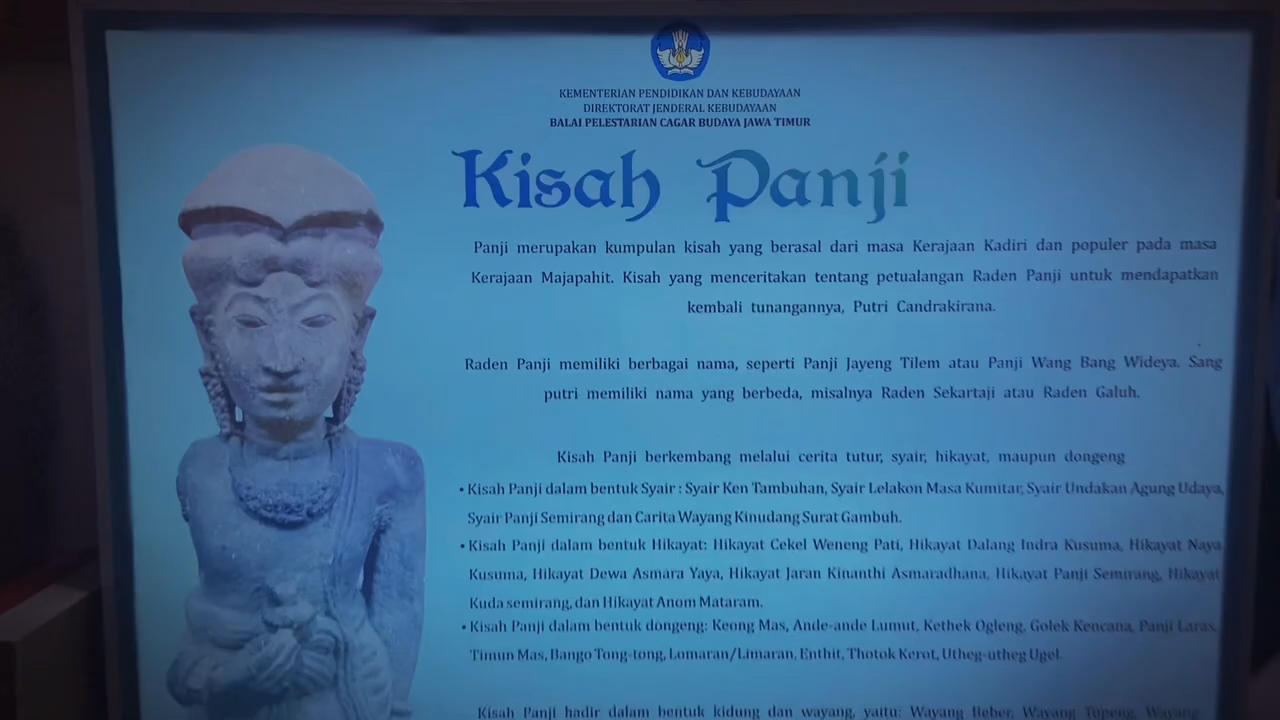 KEMENTERIAN PENDIDIKAN DAN KEBUDAYAAN
DIREKTORAT JENDERAL KEBUDAYAAN
BALAI PELESTARIAN CAGAR BUDAYA JAWA TIMUR
Kisah Panji
Panji merupakan kumpulan kisah yang berasal dari masa Kerajaan Kadiri dan populer pada masa
Kerajaan Majapahit. Kisah yang menceritakan tentang petualangan Raden Panji untuk mendapatkan
kembali tunangannya, Putri Candrakirana.
Raden Panji memiliki berbagai nama, seperti Panji Jayeng Tilem atau Panji Wang Bang Wideya. Sang
putri memiliki nama yang berbeda, misalnya Raden Sekartaji atau Raden Galuh.
Kisah Panji berkembang melalui cerita tutur, syair, hikayat, maupun dongeng
• Kisah Panji dalam bentuk Syair : Syair Ken Tambuhan, Syair Lelakon Masa Kumitar, Syair Undakan Agung Udaya,
Syair Panji Semirang dan Carita Wayang Kinudang Surat Gambuh.
• Kisah Panji dalam bentuk Hikayat: Hikayat Cekel Weneng Pati, Hikayat Dalang Indra Kusuma, Hikayat Naya
Kusuma, Hikayat Dewa Asmara Yaya, Hikayat Jaran Kinanthi Asmaradhana, Hikayat Panji Semirang, Hikayat
Kuda semirang, dan Hikayat Anom Mataram.
• Kisah Panji dalam bentuk dongeng: Keong Mas, Ande-ande Lumut, Kethek Ogleng, Golek Kencana, Panji Laras,
Timun Mas, Bango Tong-tong, Lomaran/Limaran, Enthit, Thotok Kerot, Utheg-utheg Ugel.
Kisah Panji hadir dalam bentuk kidung dan wayang, yaitu: Wayang Beber, Wayang Topeng, Wayang